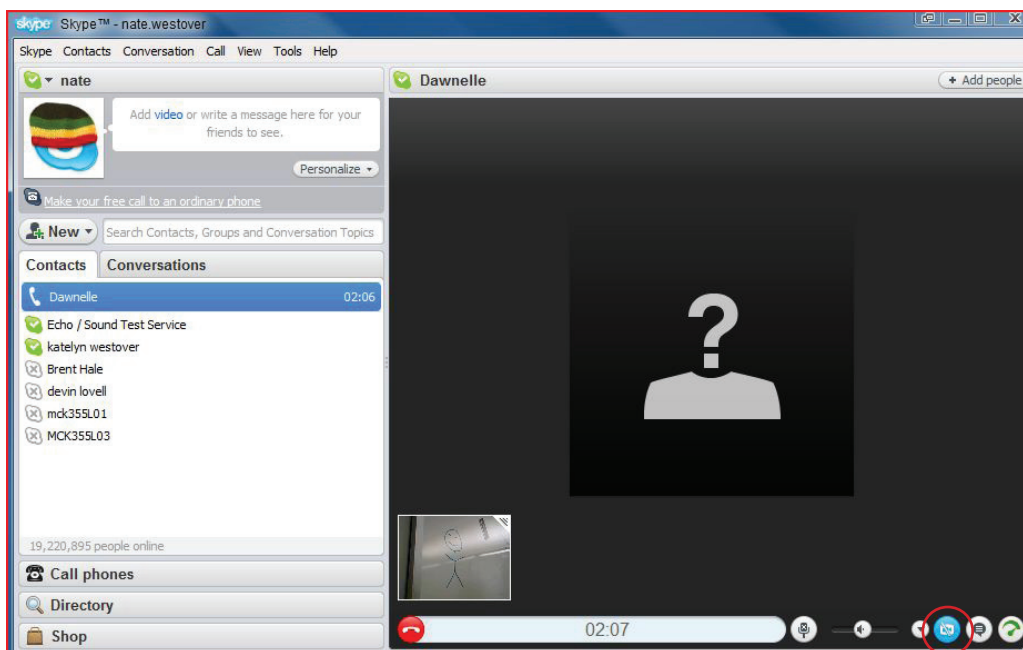 skype Skype™ - nate.westover
Skype Contacts Conversation Call View Tools Help
nate
Add video or write a message here for your
friends to see.
Personalize
Make your free call to an ordinary phone
New
Search Contacts, Groups and Conversation Topics
Contacts Conversations
Dawnelle 02:06
Echo / Sound Test Service
katelyn westover
Brent Hale
devin lovell
mck355L01
MCK355L03
19,220,895 people online
Call phones
Directory
Shop
Dawnelle
+ Add people
?
02:07